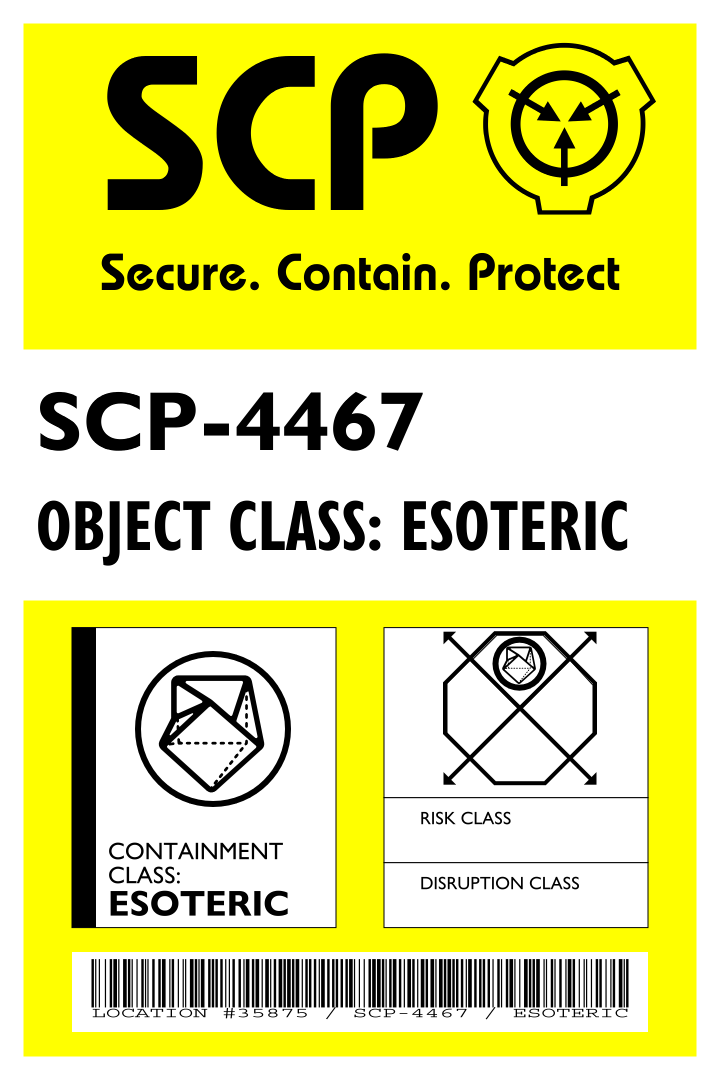 SCP
Secure. Contain. Protect
SCP-4467
OBJECT CLASS: ESOTERIC
CONTAINMENT
CLASS:
ESOTERIC
RISK CLASS
DISRUPTION CLASS
LOCATION #35875 / SCP-4467 / ESOTERIC